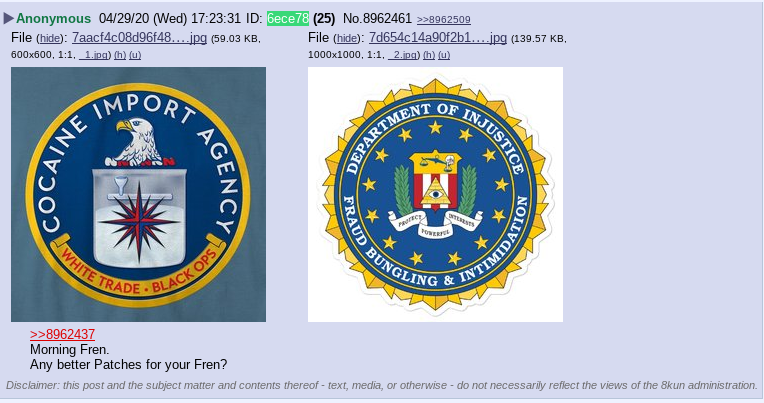 Anonymous 04/29/20 (Wed) 17:23:31 ID: 6ece78 (25) No.8962461 >>8962509
File (hide): 7aacf4c08d96f48….jpg (59.03 KB, 600x600, 1:1, _1.jpg) (h) (u)
File (hide): 7d654c14a90f2b1….jpg (139.57 KB, 1000x1000, 1:1, _2.jpg) (h) (u)
COCAINE IMPORT AGENCY
WHITE TRADE • BLACK OPS
DEPARTMENT OF INJUSTICE
PROTECT POWERFUL INTERESTS
FRAUD BUNGLING & INTIMIDATION
>>8962437
Morning Fren.
Any better Patches for your Fren?
Disclaimer: this post and the subject matter and contents thereof - text, media, or otherwise - do not necessarily reflect the views of the 8kun administration.